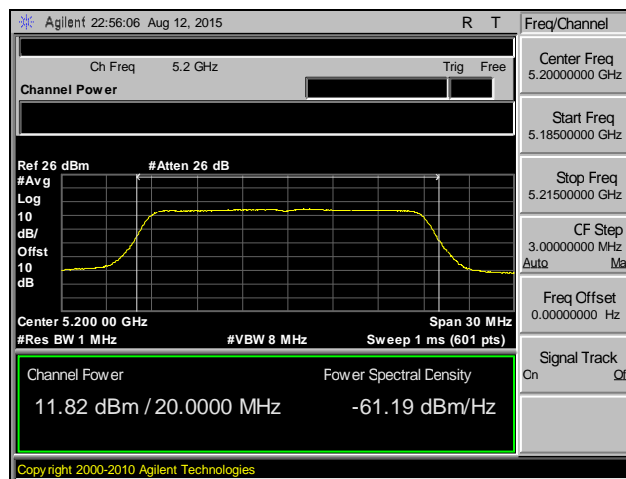 Agilent 22:56:06 Aug 12, 2015 R T
Freq/Channel
Ch Freq 5.2 GHz Trig Free
Channel Power
Center Freq
5.20000000 GHz
Start Freq
5.18500000 GHz
Stop Freq
5.21500000 GHz
CF Step
3.00000000 MHz
Auto Ma
Freq Offset
0.00000000 Hz
Signal Track
On Of
Ref 26 dBm #Atten 26 dB
#Avg
Log
10
dB/
Offst
10
dB
Center 5.200 00 GHz Span 30 MHz
#Res BW 1 MHz #VBW 8 MHz Sweep 1 ms (601 pts)
Channel Power Power Spectral Density
11.82 dBm / 20.0000 MHz -61.19 dBm/Hz
Copyright 2000-2010 Agilent Technologies